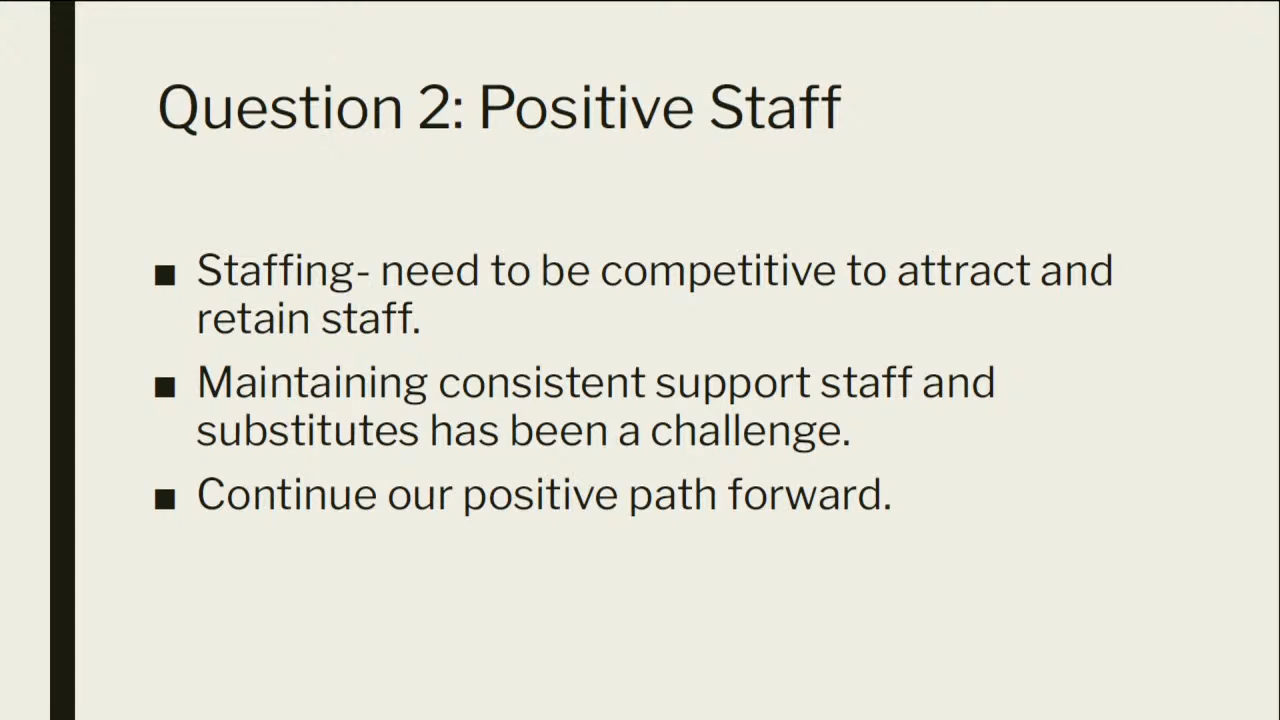 Question 2: Positive Staff
■ Staffing- need to be competitive to attract and
retain staff.
■ Maintaining consistent support staff and
substitutes has been a challenge.
■ Continue our positive path forward.